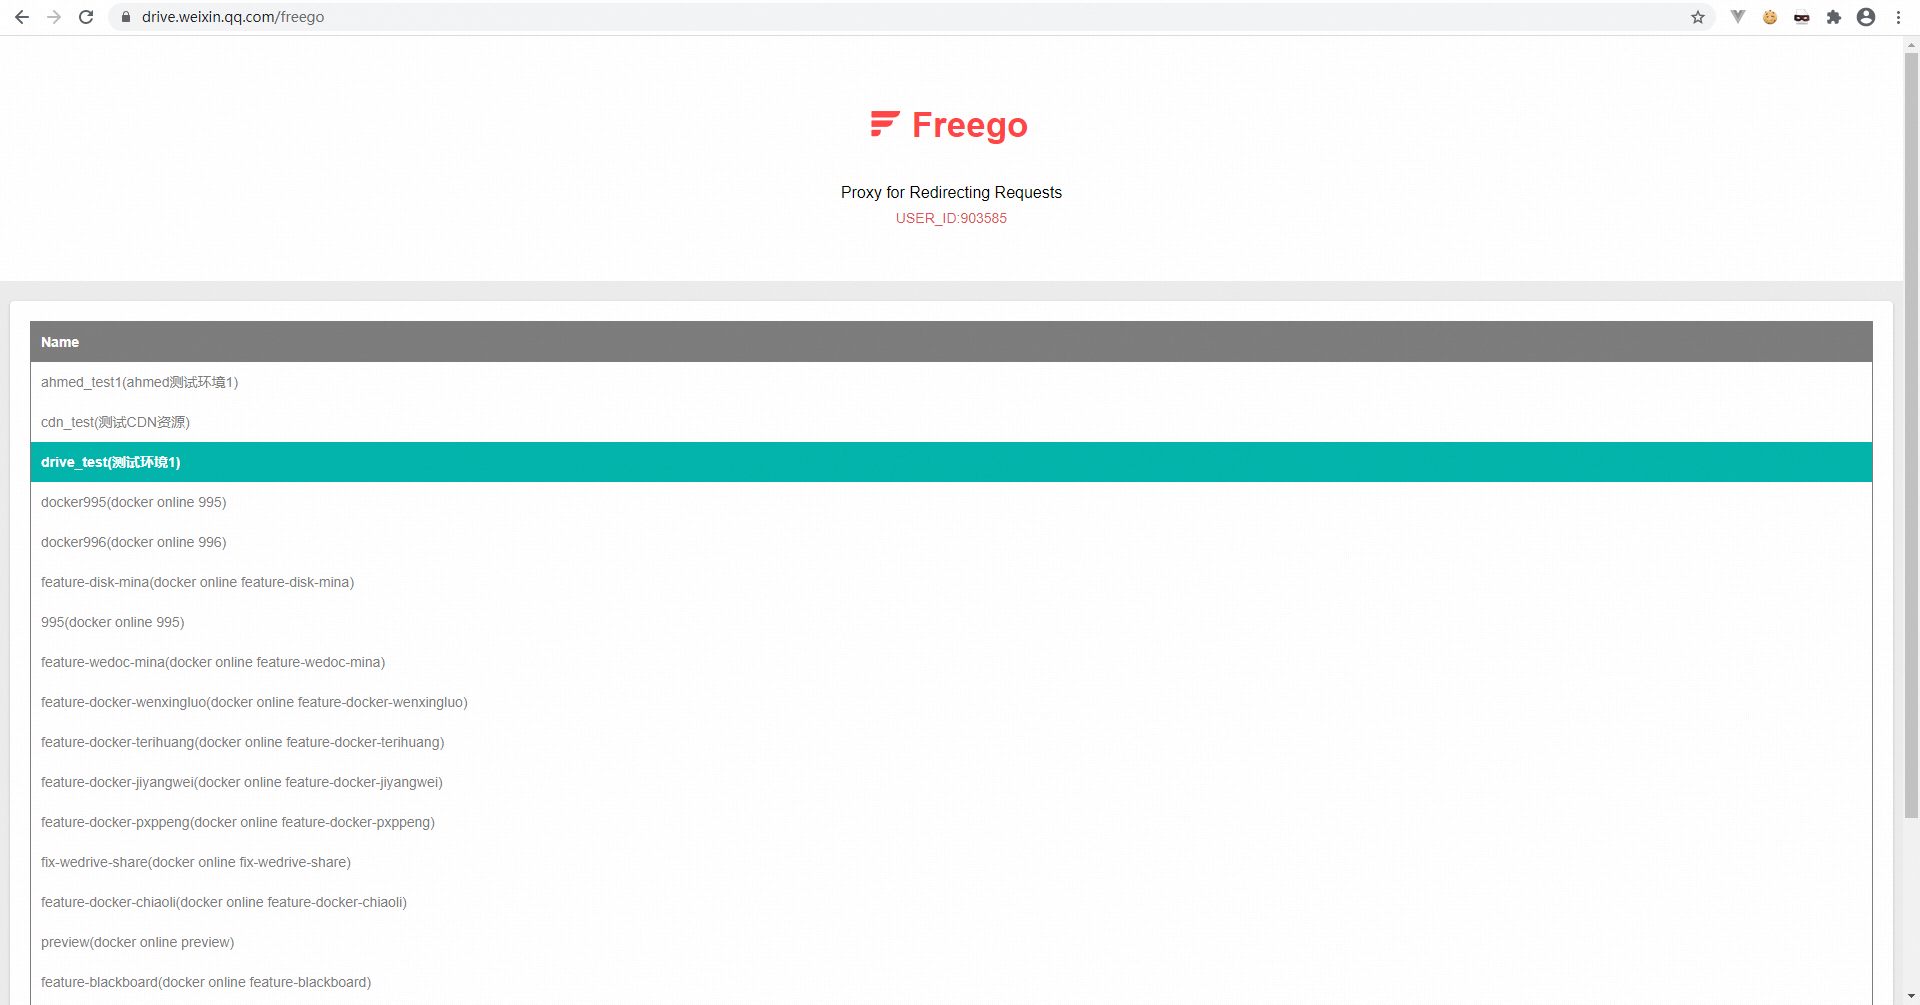 drive.weixin.qq.com/freego
Freego
Proxy for Redirecting Requests
USER_ID:903585
Name
ahmed_test1(ahmed测试环境1)
cdn_test(测试CDN资源)
drive_test(测试环境1)
docker995(docker online 995)
docker996(docker online 996)
feature-disk-mina(docker online feature-disk-mina)
995(docker online 995)
feature-wedoc-mina(docker online feature-wedoc-mina)
feature-docker-wenxingluo(docker online feature-docker-wenxingluo)
feature-docker-terihuang(docker online feature-docker-terihuang)
feature-docker-jiyangwei(docker online feature-docker-jiyangwei)
feature-docker-pxppeng(docker online feature-docker-pxppeng)
fix-wedrive-share(docker online fix-wedrive-share)
feature-docker-chiaoli(docker online feature-docker-chiaoli)
preview(docker online preview)
feature-blackboard(docker online feature-blackboard)